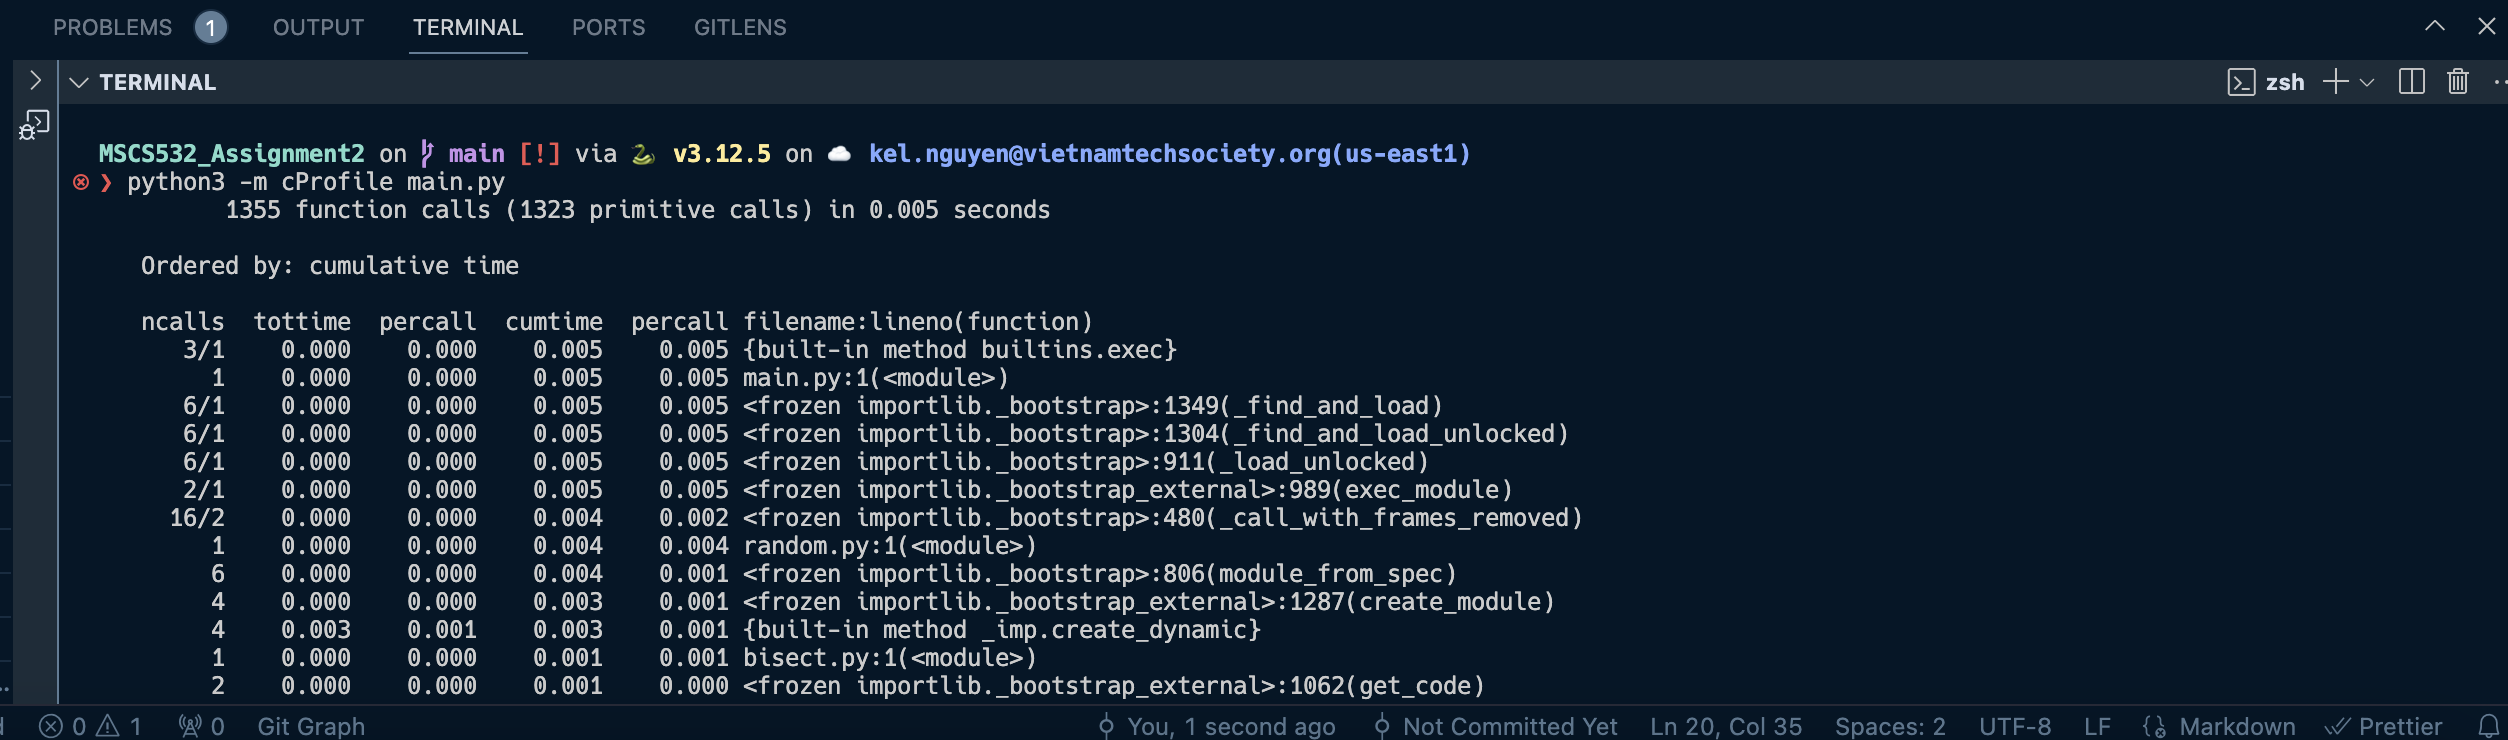 PROBLEMS 1 OUTPUT TERMINAL PORTS GITLENS
TERMINAL zsh
MSCS532_Assignment2 on main [!] via v3.12.5 on kel.nguyen@vietnamtechsociety.org(us-east1)
❯ python3 -m cProfile main.py
1355 function calls (1323 primitive calls) in 0.005 seconds
Ordered by: cumulative time
ncalls tottime percall cumtime percall filename:lineno(function)
3/1 0.000 0.000 0.005 0.005 {built-in method builtins.exec}
1 0.000 0.000 0.005 0.005 main.py:1(<module>)
6/1 0.000 0.000 0.005 0.005 <frozen importlib._bootstrap>:1349(_find_and_load)
6/1 0.000 0.000 0.005 0.005 <frozen importlib._bootstrap>:1304(_find_and_load_unlocked)
6/1 0.000 0.000 0.005 0.005 <frozen importlib._bootstrap>:911(_load_unlocked)
2/1 0.000 0.000 0.005 0.005 <frozen importlib._bootstrap_external>:989(exec_module)
16/2 0.000 0.000 0.004 0.002 <frozen importlib._bootstrap>:480(_call_with_frames_removed)
1 0.000 0.000 0.004 0.004 random.py:1(<module>)
6 0.000 0.000 0.004 0.001 <frozen importlib._bootstrap>:806(module_from_spec)
4 0.000 0.000 0.003 0.001 <frozen importlib._bootstrap_external>:1287(create_module)
4 0.003 0.001 0.003 0.001 {built-in method _imp.create_dynamic}
1 0.000 0.000 0.001 0.001 bisect.py:1(<module>)
2 0.000 0.000 0.001 0.000 <frozen importlib._bootstrap_external>:1062(get_code)
0 1 0 Git Graph You, 1 second ago Not Committed Yet Ln 20, Col 35 Spaces: 2 UTF-8 LF Markdown Prettier